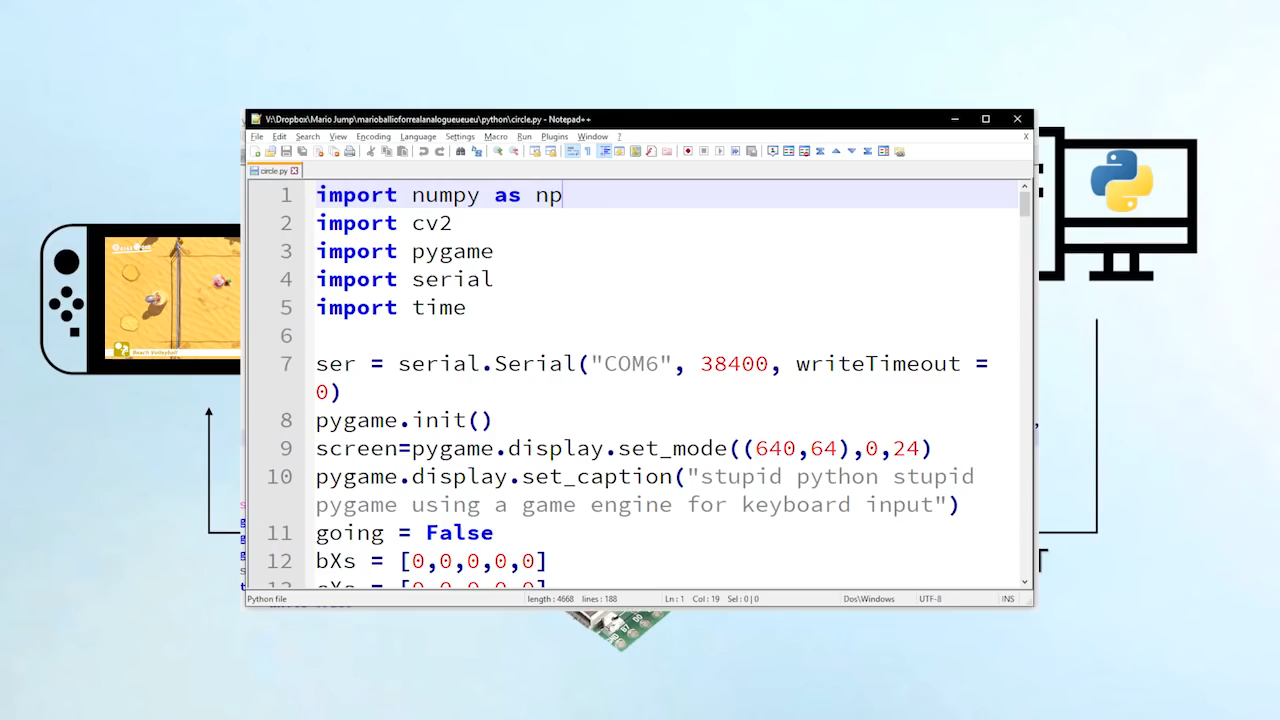 V:\Dropbox\Mario Jump\marioballioforrealanalogueueueu\python\circle.py - Notepad++
File Edit Search View Encoding Language Settings Macro Run Plugins Window ? X
circle.py
1 import numpy as np
2 import cv2
3 import pygame
4 import serial
5 import time
6
7 ser = serial.Serial("COM6", 38400, writeTimeout =
0)
8 pygame.init()
9 screen=pygame.display.set_mode((640,64),0,24)
10 pygame.display.set_caption("stupid python stupid
pygame using a game engine for keyboard input")
11 going = False
12 bXs = [0,0,0,0,0]
Python file length : 4668 lines : 188 Ln : 1 Col : 19 Sel : 0 | 0 Dos\Windows UTF-8 INS
Beach Volleyball